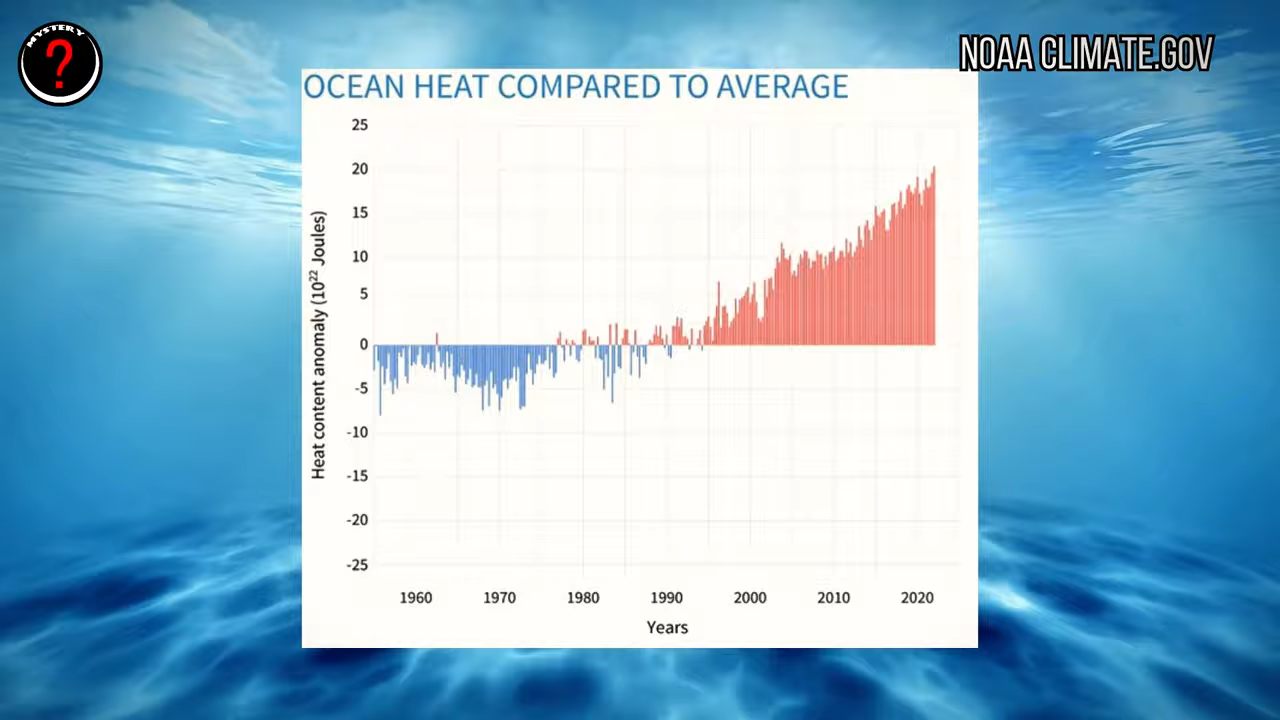 MYSTERY
?
NOAA CLIMATE.GOV
OCEAN HEAT COMPARED TO AVERAGE
Heat content anomaly (10²² Joules)
25
20
15
10
5
0
-5
-10
-15
-20
-25
1960 1970 1980 1990 2000 2010 2020
Years